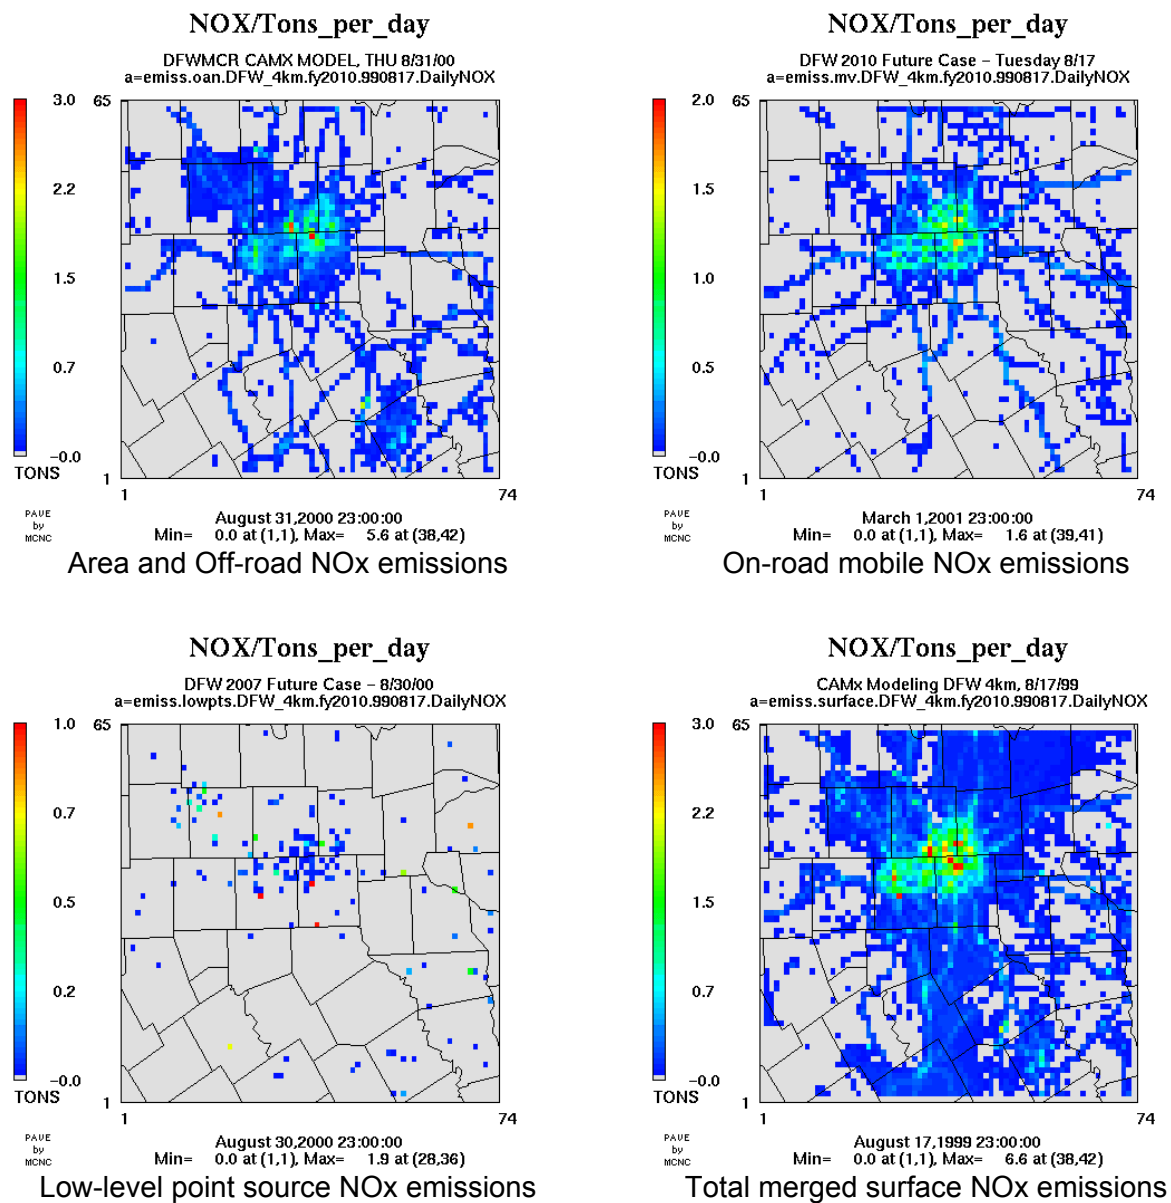 NOX/Tons_per_day
DFWMCR CAMX MODEL, THU 8/31/00
a=emiss.oan.DFW_4km.fy2010.990817.DailyNOX
3.0
2.2
1.5
0.7
−0.0
TONS
65
1
1
74
PAVE
by
MCNC
August 31,2000 23:00:00
Min= 0.0 at (1,1), Max= 5.6 at (38,42)
Area and Off-road NOx emissions
NOX/Tons_per_day
DFW 2010 Future Case − Tuesday 8/17
a=emiss.mv.DFW_4km.fy2010.990817.DailyNOX
2.0
1.5
1.0
0.5
−0.0
TONS
65
1
1
74
PAVE
by
MCNC
March 1,2001 23:00:00
Min= 0.0 at (1,1), Max= 1.6 at (39,41)
On-road mobile NOx emissions
NOX/Tons_per_day
DFW 2007 Future Case − 8/30/00
a=emiss.lowpts.DFW_4km.fy2010.990817.DailyNOX
1.0
0.7
0.5
0.2
−0.0
TONS
65
1
1
74
PAVE
by
MCNC
August 30,2000 23:00:00
Min= 0.0 at (1,1), Max= 1.9 at (28,36)
Low-level point source NOx emissions
NOX/Tons_per_day
CAMx Modeling DFW 4km, 8/17/99
a=emiss.surface.DFW_4km.fy2010.990817.DailyNOX
3.0
2.2
1.5
0.7
−0.0
TONS
65
1
1
74
PAVE
by
MCNC
August 17,1999 23:00:00
Min= 0.0 at (1,1), Max= 6.6 at (38,42)
Total merged surface NOx emissions